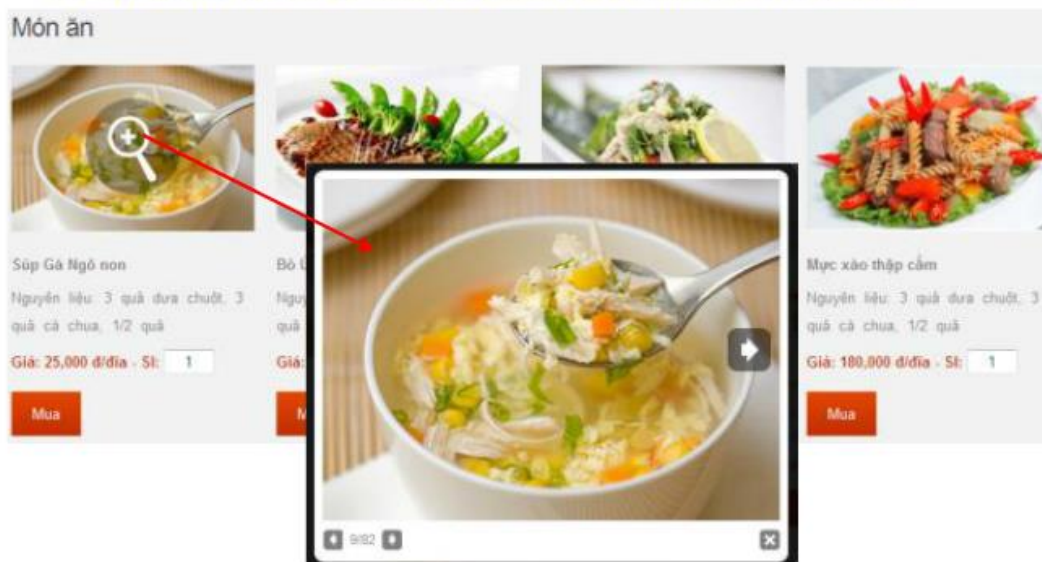 Món ăn
Súp Gà Ngô non
Nguyên liệu: 3 quả dưa chuột, 3
quả cà chua, 1/2 quả
Giá: 25,000 đ/đĩa - Sl: 1
Mua
Bò
Giá:
9/82
Mực xào thập cẩm
Nguyên liệu: 3 quả dưa chuột, 3
quả cà chua, 1/2 quả
Giá: 180,000 đ/đĩa - Sl: 1
Mua